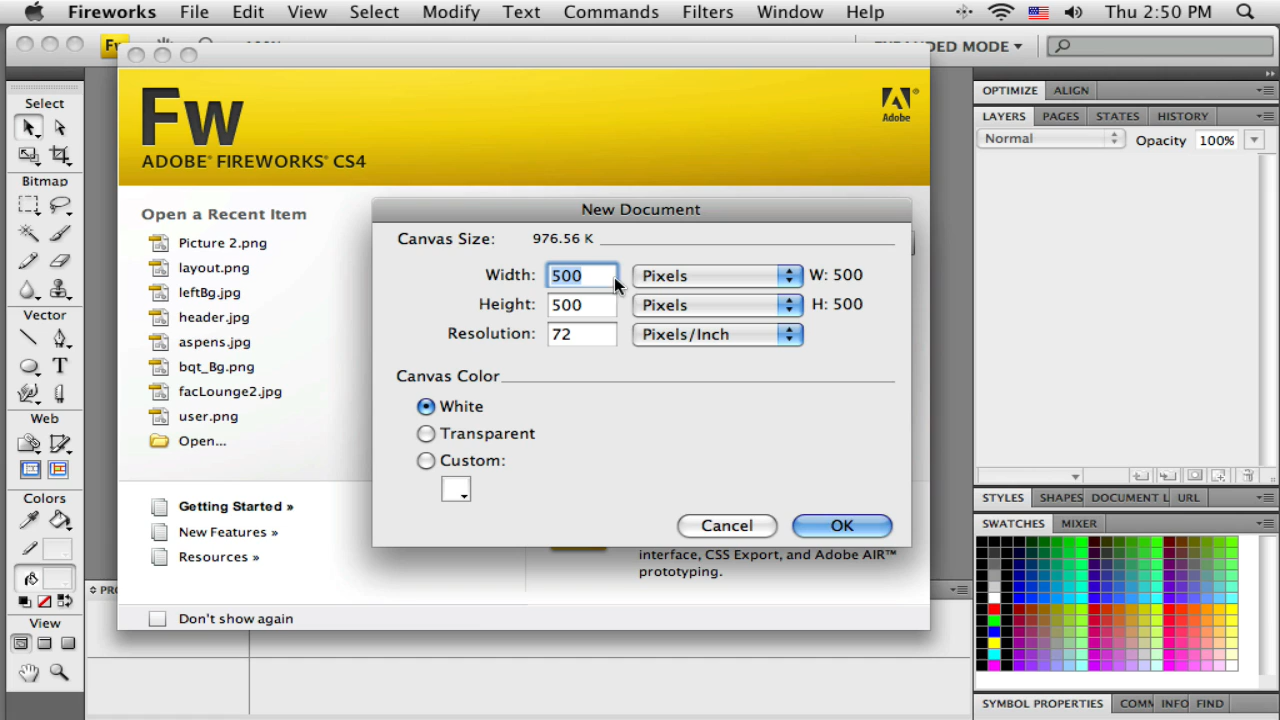 Fireworks File Edit View Select Modify Text Commands Filters Window Help Thu 2:50 PM
Fw EXPANDED MODE
Select
Bitmap
Vector
Web
Colors
View
Fw
ADOBE® FIREWORKS® CS4
Adobe®
Open a Recent Item
Picture 2.png
layout.png
leftBg.png
header.jpg
aspens.jpg
bqt_Bg.png
facLounge2.jpg
user.png
Open...
Getting Started »
New Features »
Resources »
Don't show again
interface, CSS Export, and Adobe AIR™
prototyping.
New Document
Canvas Size: 976.56 K
Width: 500 Pixels W: 500
Height: 500 Pixels H: 500
Resolution: 72 Pixels/Inch
Canvas Color
White
Transparent
Custom:
Cancel OK
OPTIMIZE ALIGN
LAYERS PAGES STATES HISTORY
Normal Opacity 100%
STYLES SHAPES DOCUMENT L URL
SWATCHES MIXER
SYMBOL PROPERTIES COMM INFO FIND